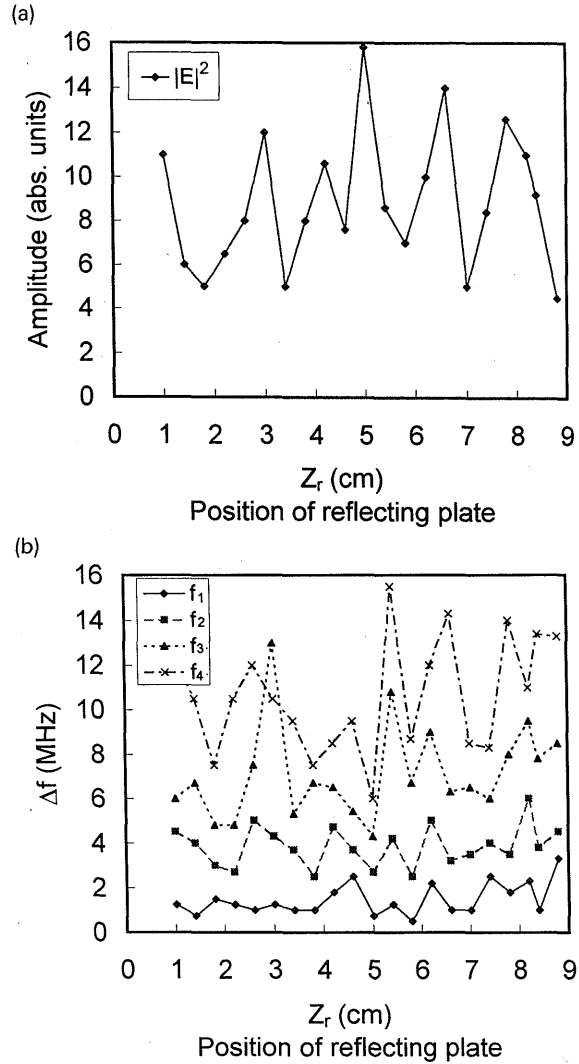 (a)
Amplitude (abs. units)
16
14
12
10
8
6
4
2
0
|E|²
0 1 2 3 4 5 6 7 8 9
Zᵣ (cm)
Position of reflecting plate
(b)
Δf (MHz)
16
14
12
10
8
6
4
2
0
f₁
f₂
f₃
f₄
0 1 2 3 4 5 6 7 8 9
Zᵣ (cm)
Position of reflecting plate